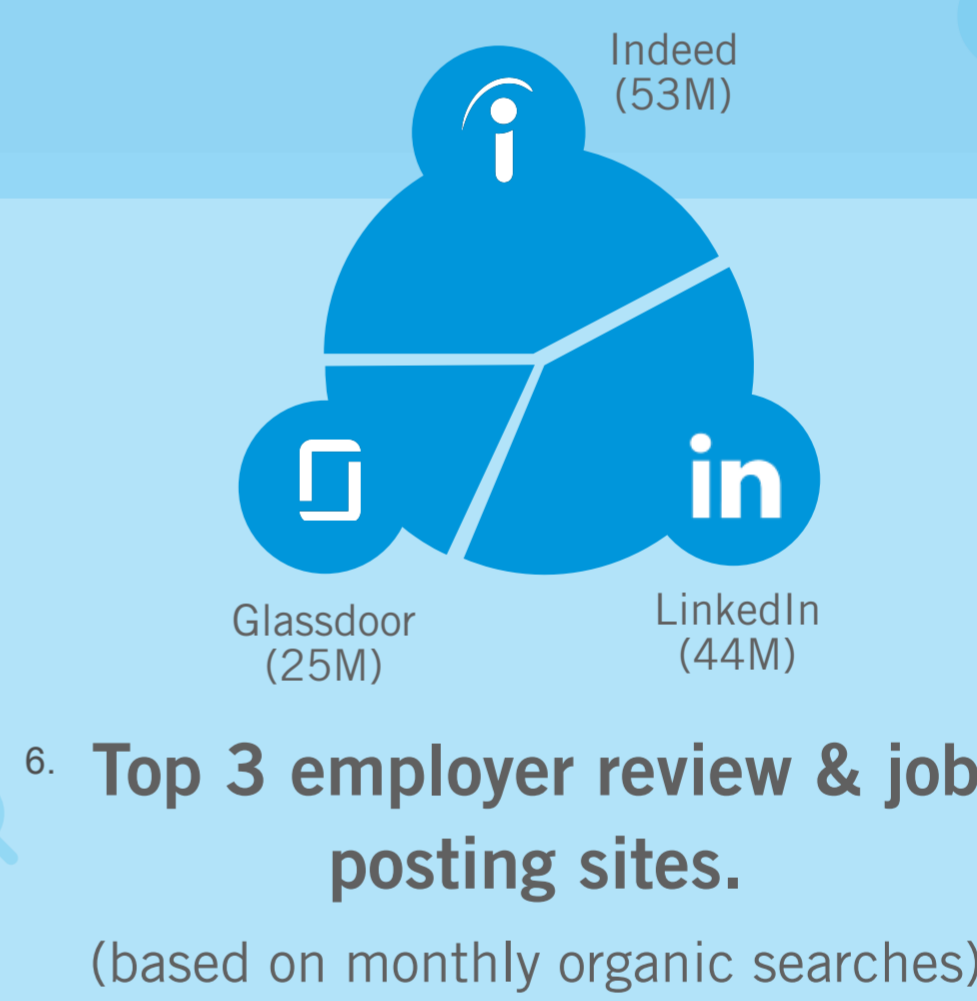 Indeed
(53M)
in
Glassdoor
(25M)
LinkedIn
(44M)
6. Top 3 employer review & job
posting sites.
(based on monthly organic searches)